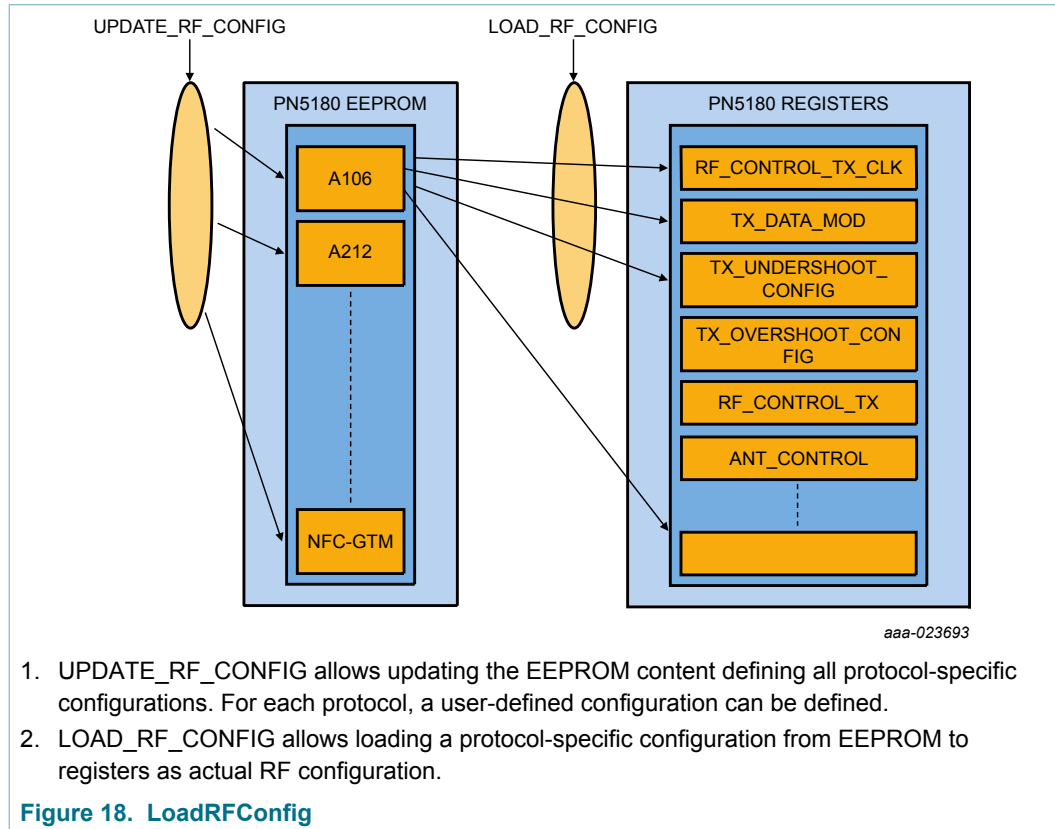 UPDATE_RF_CONFIG
LOAD_RF_CONFIG
PN5180 EEPROM
A106
A212
NFC-GTM
PN5180 REGISTERS
RF_CONTROL_TX_CLK
TX_DATA_MOD
TX_UNDERSHOOT_
CONFIG
TX_OVERSHOOT_CON
FIG
RF_CONTROL_TX
ANT_CONTROL
aaa-023693
1. UPDATE_RF_CONFIG allows updating the EEPROM content defining all protocol-specific
configurations. For each protocol, a user-defined configuration can be defined.
2. LOAD_RF_CONFIG allows loading a protocol-specific configuration from EEPROM to
registers as actual RF configuration.
Figure 18. LoadRFConfig